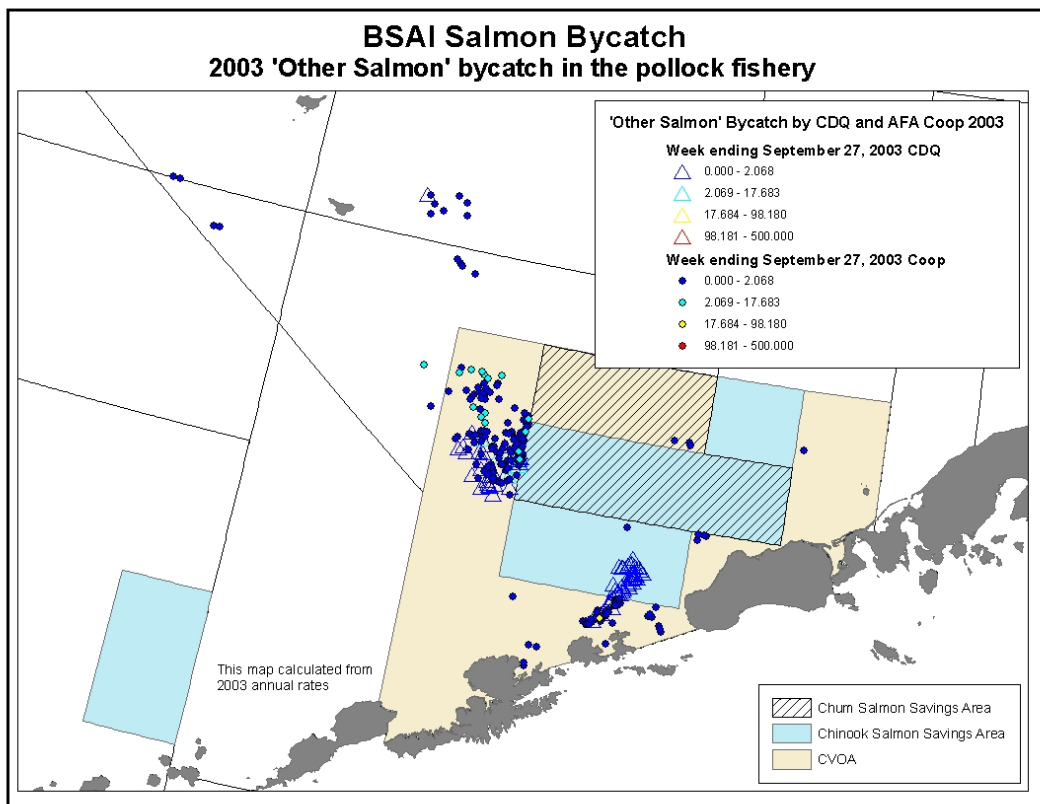 BSAI Salmon Bycatch
2003 'Other Salmon' bycatch in the pollock fishery
'Other Salmon' Bycatch by CDQ and AFA Coop 2003
Week ending September 27, 2003 CDQ
0.000 - 2.068
2.069 - 17.683
17.684 - 98.180
98.181 - 500.000
Week ending September 27, 2003 Coop
0.000 - 2.068
2.069 - 17.683
17.684 - 98.180
98.181 - 500.000
This map calculated from
2003 annual rates
Chum Salmon Savings Area
Chinook Salmon Savings Area
CVOA